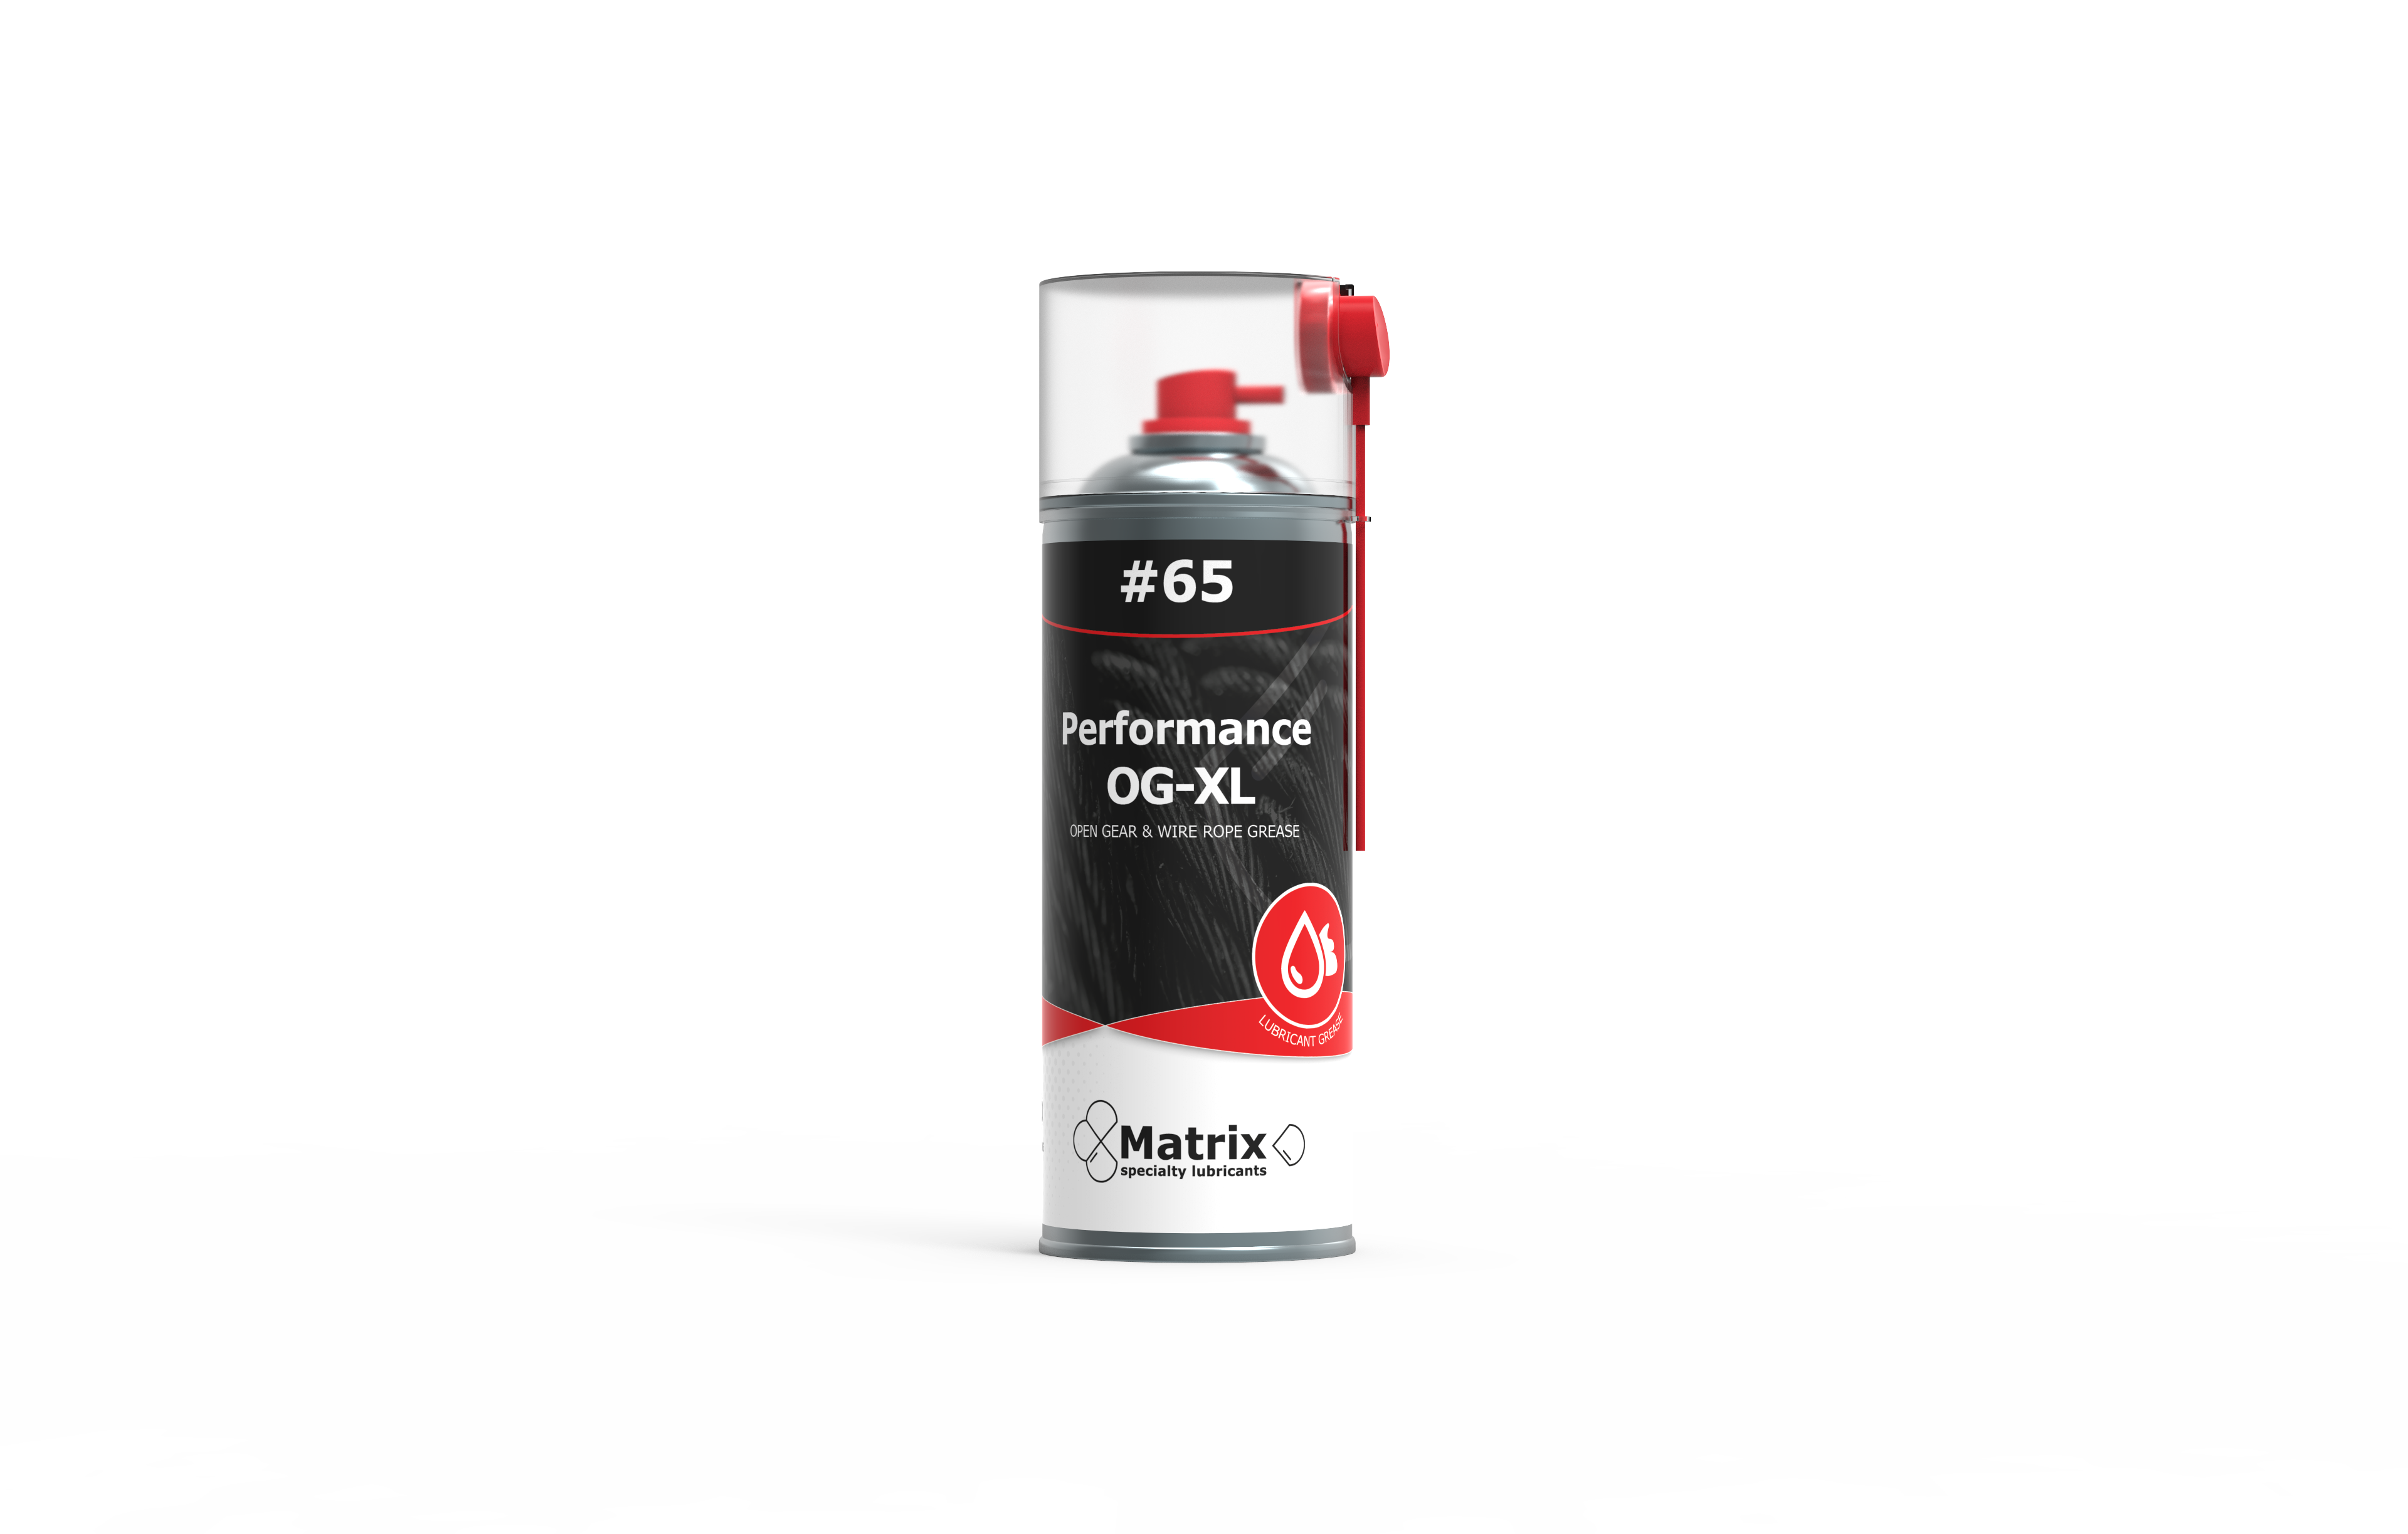 #65
Performance
OG-XL
OPEN GEAR & WIRE ROPE GREASE
LUBRICANT GREASE
Matrix
specialty lubricants